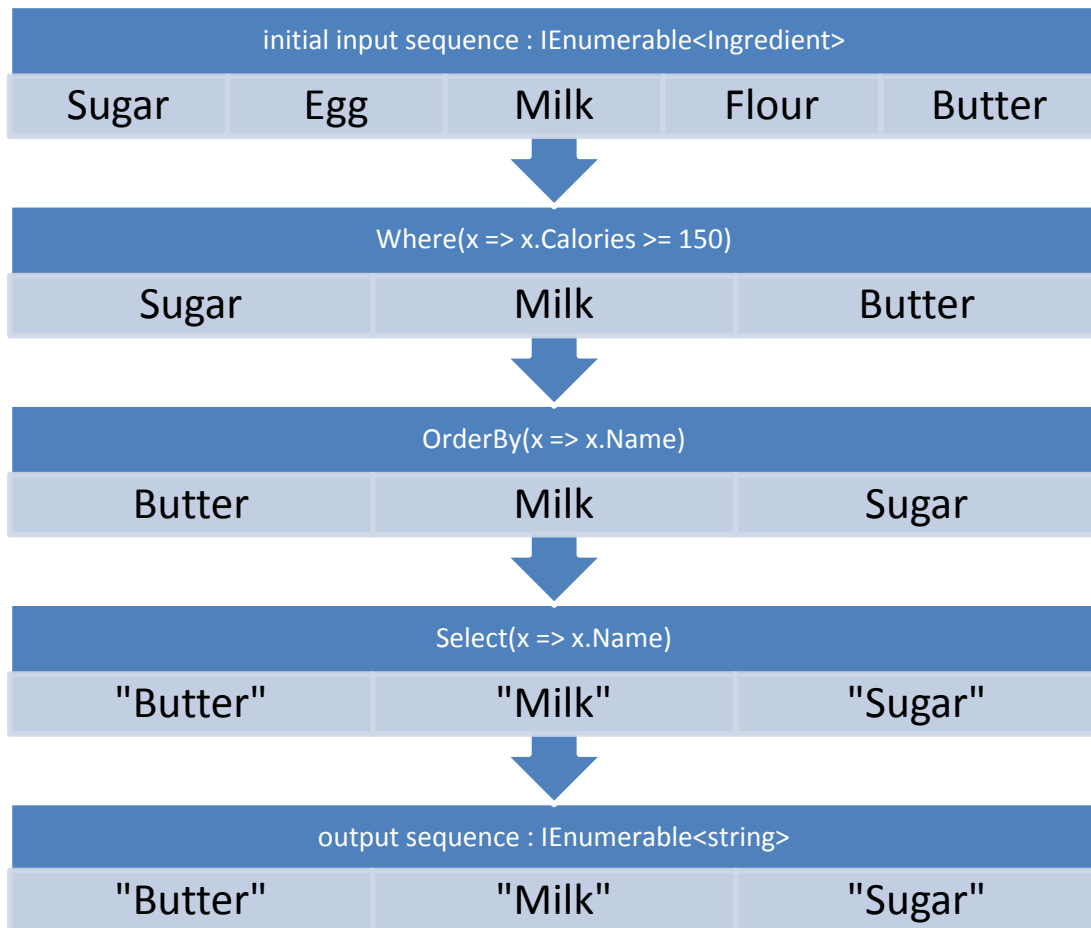 initial input sequence : IEnumerable<Ingredient>
Sugar Egg Milk Flour Butter
Where(x => x.Calories >= 150)
Sugar Milk Butter
OrderBy(x => x.Name)
Butter Milk Sugar
Select(x => x.Name)
"Butter" "Milk" "Sugar"
output sequence : IEnumerable<string>
"Butter" "Milk" "Sugar"